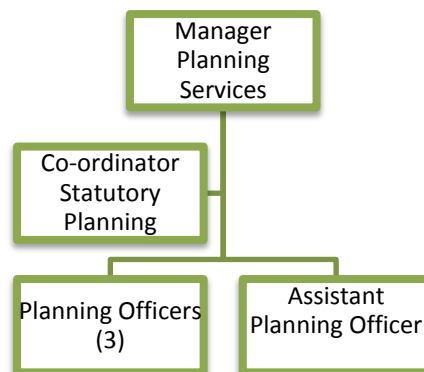 Manager
Planning
Services
Co-ordinator
Statutory
Planning
Planning Officers
(3)
Assistant
Planning Officer